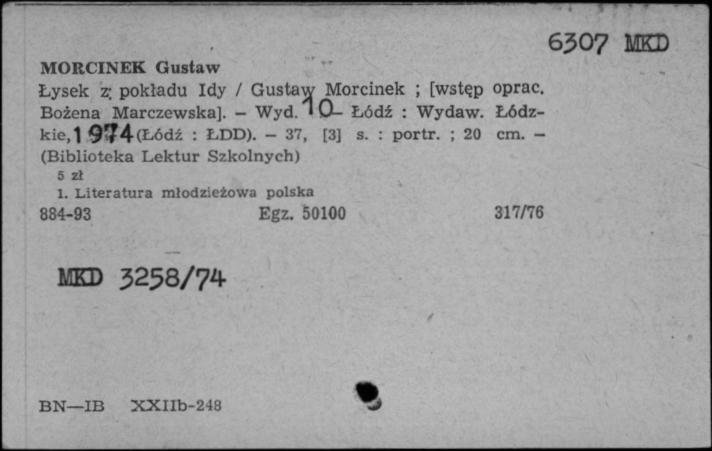 6307 MKD
MORCINEK Gustaw
Łysek z pokładu Idy / Gustaw Morcinek ; [wstęp oprac.
Bożena Marczewska]. — Wyd. 10 — Łódź : Wydaw. Łódz-
kie, 1974 (Łódź : ŁDD). — 37, [3] s. : portr. ; 20 cm. —
(Biblioteka Lektur Szkolnych)
5 zł
1. Literatura młodzieżowa polska
884-93 Egz. 50100 317/76
MKD 3258/74
BN—IB XXIIb-248